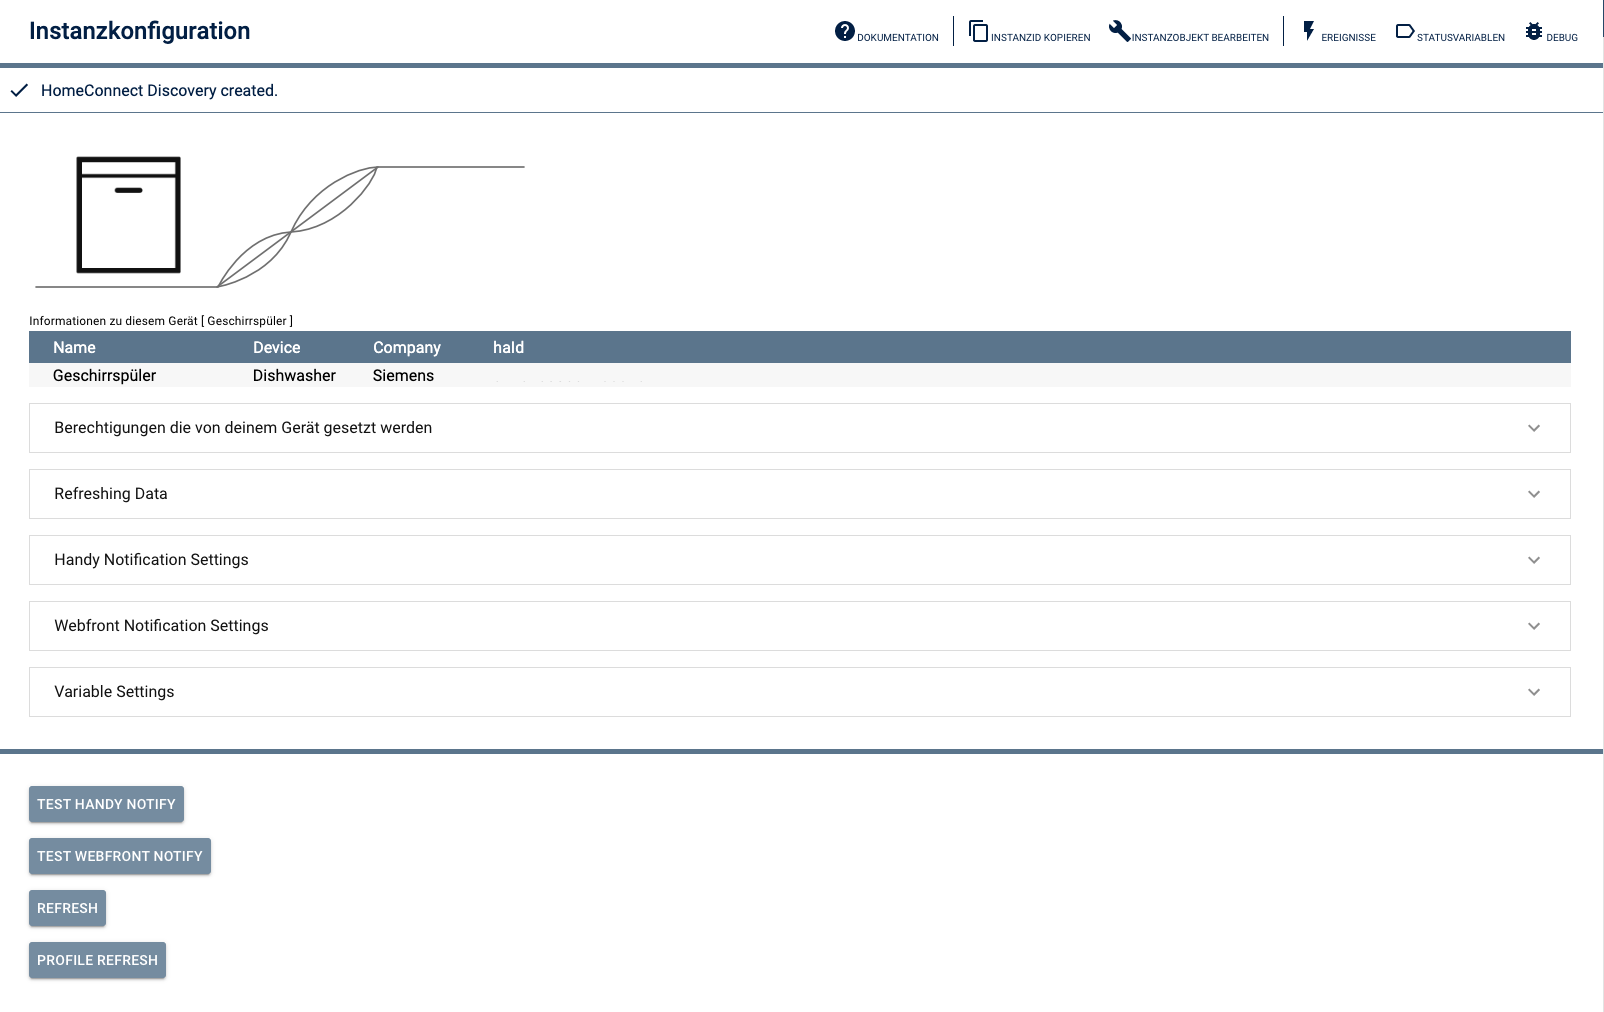 Instanzkonfiguration
DOKUMENTATION INSTANZID KOPIEREN INSTANZOBJEKT BEARBEITEN EREIGNISSE STATUSVARIABLEN DEBUG
HomeConnect Discovery created.
Informationen zu diesem Gerät [ Geschirrspüler ]
Name Device Company haId
Geschirrspüler Dishwasher Siemens
Berechtigungen die von deinem Gerät gesetzt werden
Refreshing Data
Handy Notification Settings
Webfront Notification Settings
Variable Settings
TEST HANDY NOTIFY
TEST WEBFRONT NOTIFY
REFRESH
PROFILE REFRESH